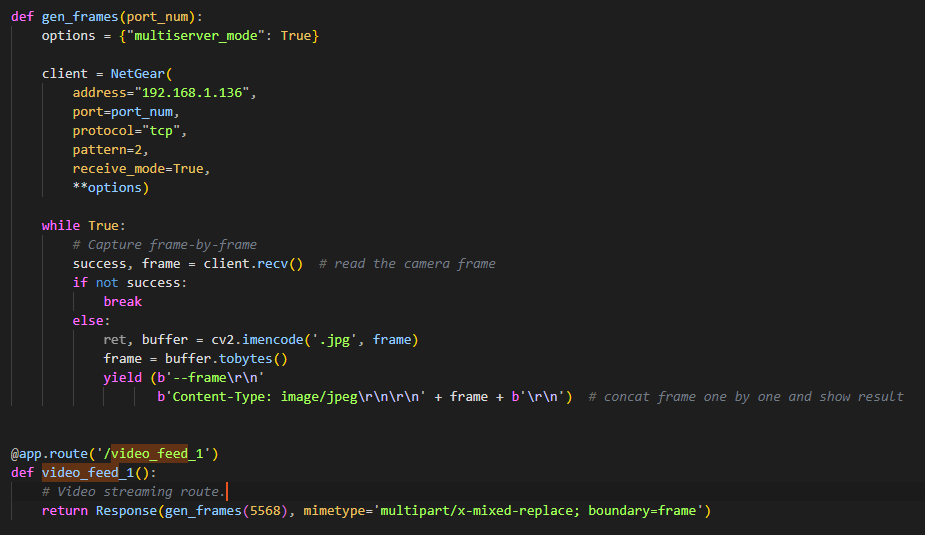 def gen_frames(port_num):
    options = {"multiserver_mode": True}
    client = NetGear(
        address="192.168.1.136",
        port=port_num,
        protocol="tcp",
        pattern=2,
        receive_mode=True,
        **options)
    while True:
        # Capture frame-by-frame
        success, frame = client.recv()  # read the camera frame
        if not success:
            break
        else:
            ret, buffer = cv2.imencode('.jpg', frame)
            frame = buffer.tobytes()
            yield (b'--frame\r\n'
                   b'Content-Type: image/jpeg\r\n\r\n' + frame + b'\r\n')  # concat frame one by one and show result
@app.route('/video_feed_1')
def video_feed_1():
    # Video streaming route.
    return Response(gen_frames(5568), mimetype='multipart/x-mixed-replace; boundary=frame')